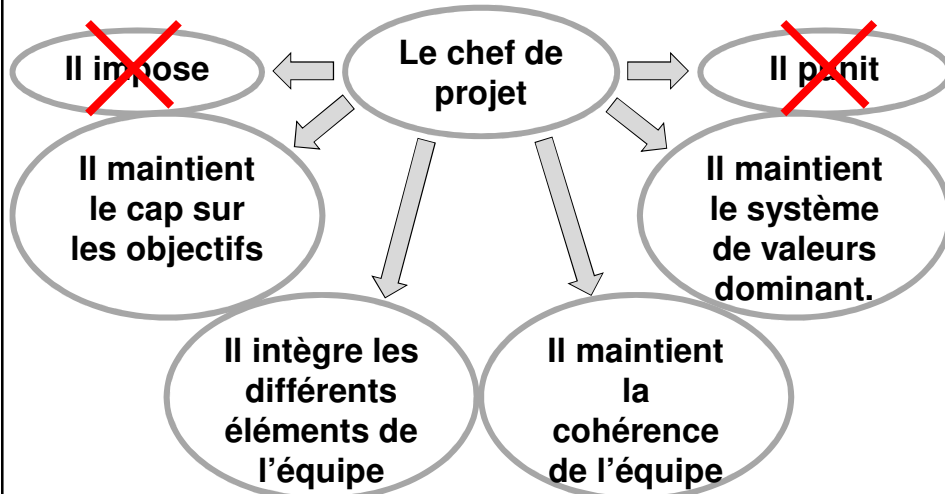 Le chef de
projet
Il impose
Il punit
Il maintient
le cap sur
les objectifs
Il maintient
le système
de valeurs
dominant.
Il intègre les
différents
éléments de
l'équipe
Il maintient
la
cohérence
de l'équipe